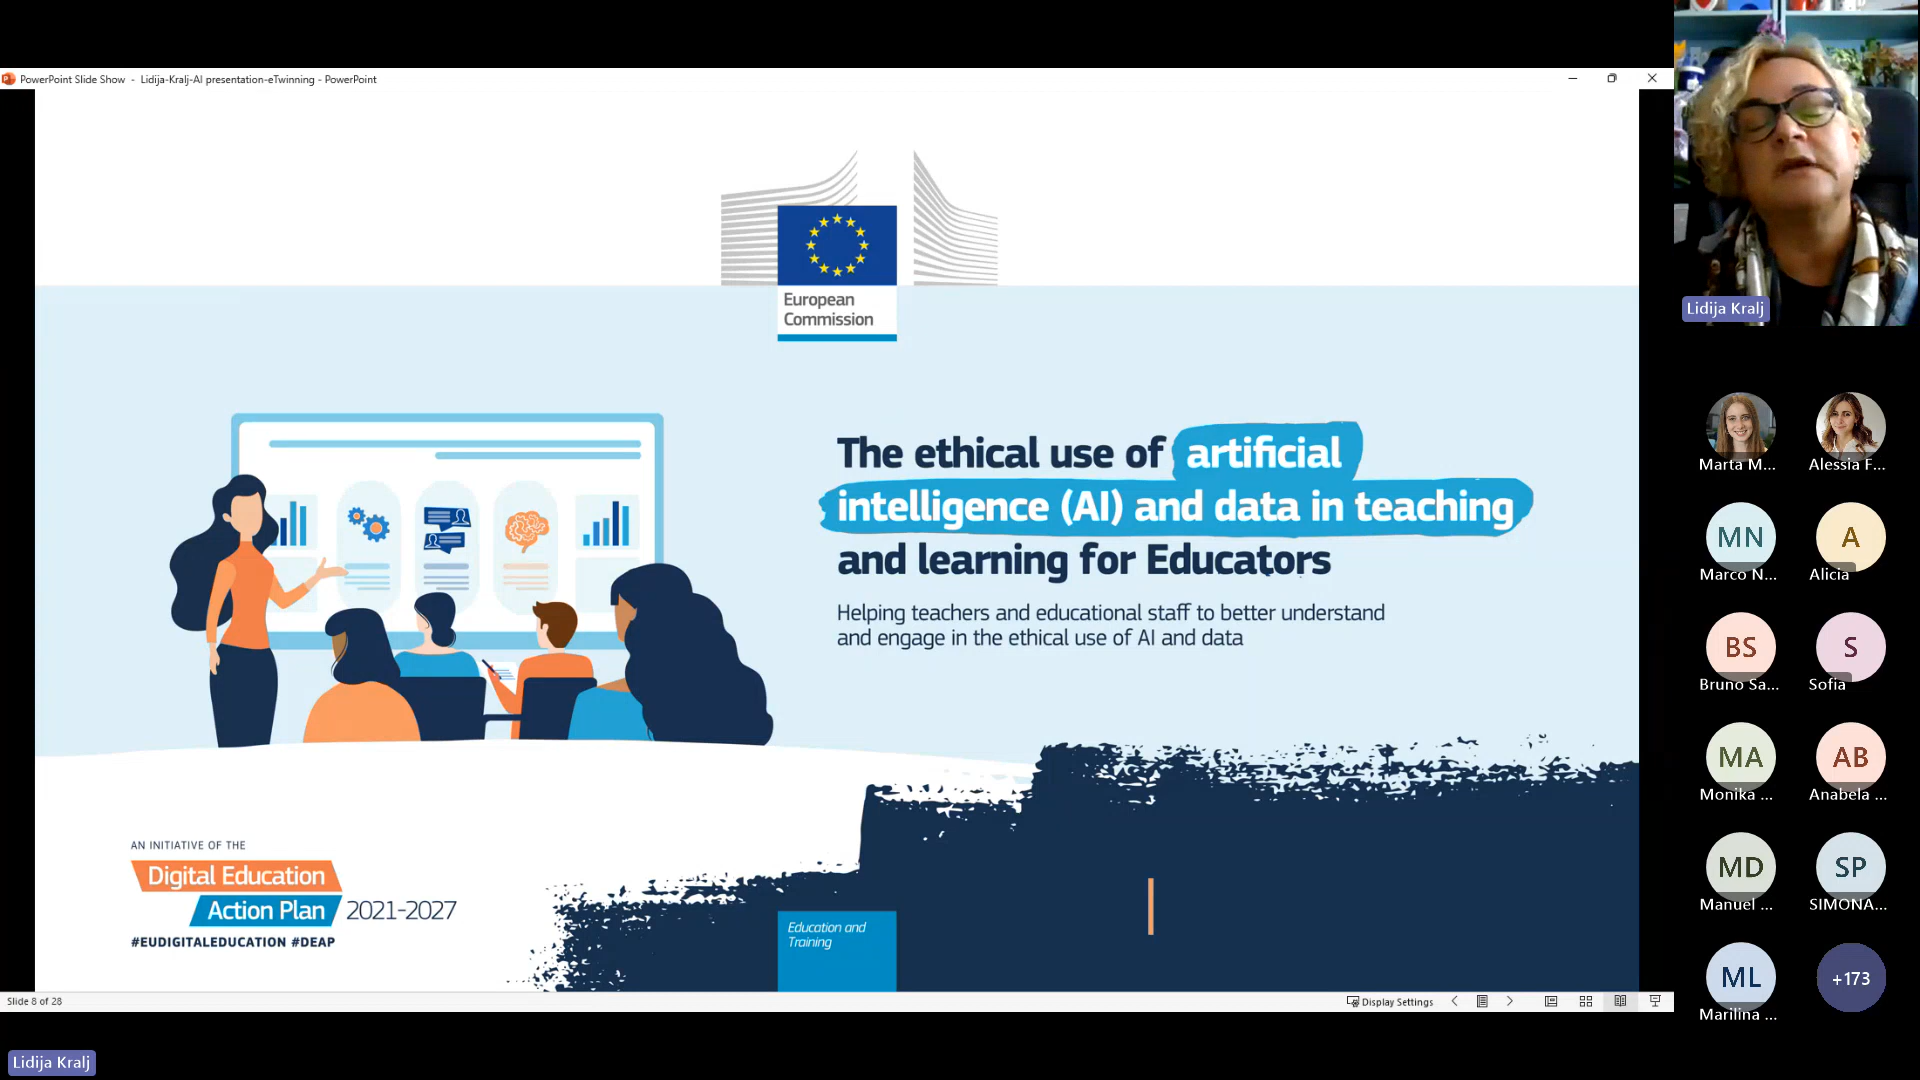 PowerPoint Slide Show - Lidija-Kralj-AI presentation-eTwinning - PowerPoint
European
Commission
The ethical use of artificial
intelligence (AI) and data in teaching
and learning for Educators
Helping teachers and educational staff to better understand
and engage in the ethical use of AI and data
AN INITIATIVE OF THE
Digital Education
Action Plan 2021-2027
#EUDIGITALEDUCATION #DEAP
Education and
Training
Slide 8 of 28
Display Settings
Lidija Kralj
Lidija Kralj
Marta M...
Alessia F...
MN
Marco N...
A
Alicia
BS
Bruno Sa...
S
Sofia
MA
Monika ...
AB
Anabela ...
MD
Manuel ...
SP
SIMONA...
ML
Marilina ...
+173